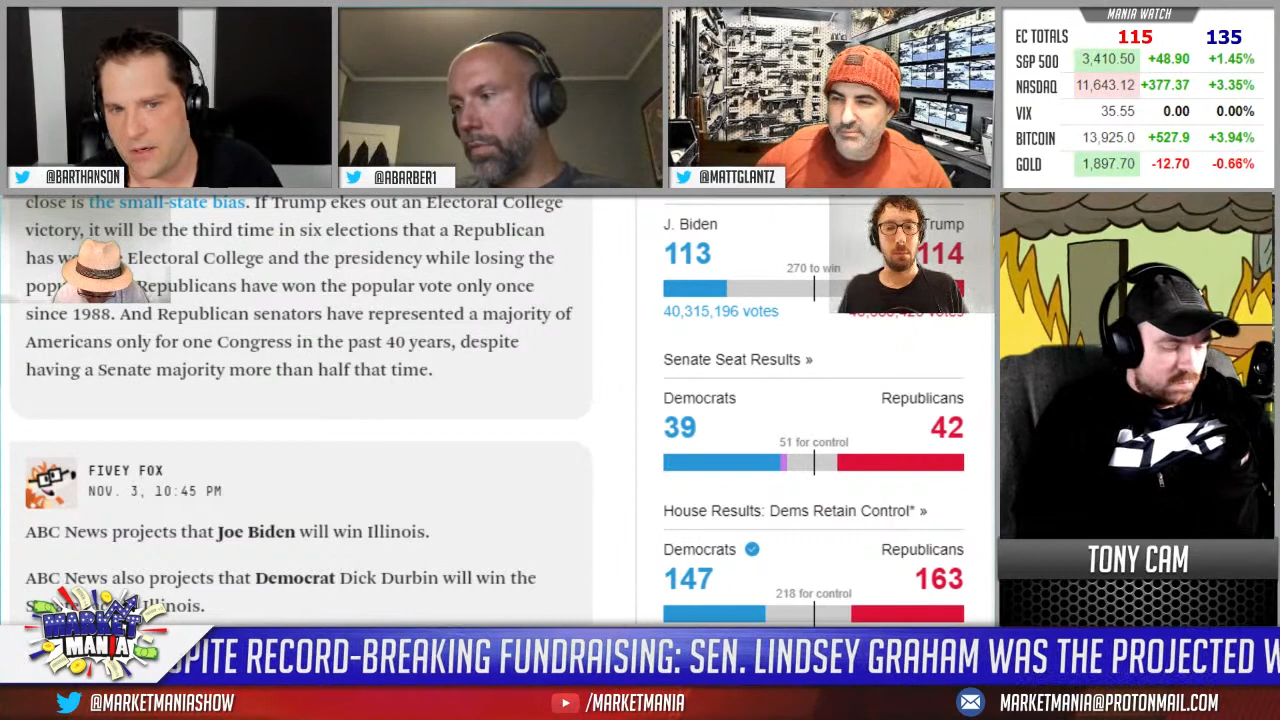 @BARTHANSON
@ABARBER1
@MATTGLANTZ
MANIA WATCH
EC TOTALS 115 135
S&P 500 3,410.50 +48.90 +1.45%
NASDAQ 11,643.12 +377.37 +3.35%
VIX 35.55 0.00 0.00%
BITCOIN 13,925.0 +527.9 +3.94%
GOLD 1,897.70 -12.70 -0.66%
close is the small-state bias. If Trump ekes out an Electoral College
victory, it will be the third time in six elections that a Republican
has Electoral College and the presidency while losing the
Republicans have won the popular vote only once
since 1988. And Republican senators have represented a majority of
Americans only for one Congress in the past 40 years, despite
having a Senate majority more than half that time.
FIVEY FOX
NOV. 3, 10:45 PM
ABC News projects that Joe Biden will win Illinois.
ABC News also projects that Democrat Dick Durbin will win the
Illinois.
J. Biden Trump
113 114
270 to win
40,315,196 votes
Senate Seat Results »
Democrats Republicans
39 42
51 for control
House Results: Dems Retain Control* »
Democrats Republicans
147 163
218 for control
TONY CAM
MARKET
MANIA
SPITE RECORD-BREAKING FUNDRAISING: SEN. LINDSEY GRAHAM WAS THE PROJECTED W
@MARKETMANIASHOW
/MARKETMANIA
MARKETMANIA@PROTONMAIL.COM